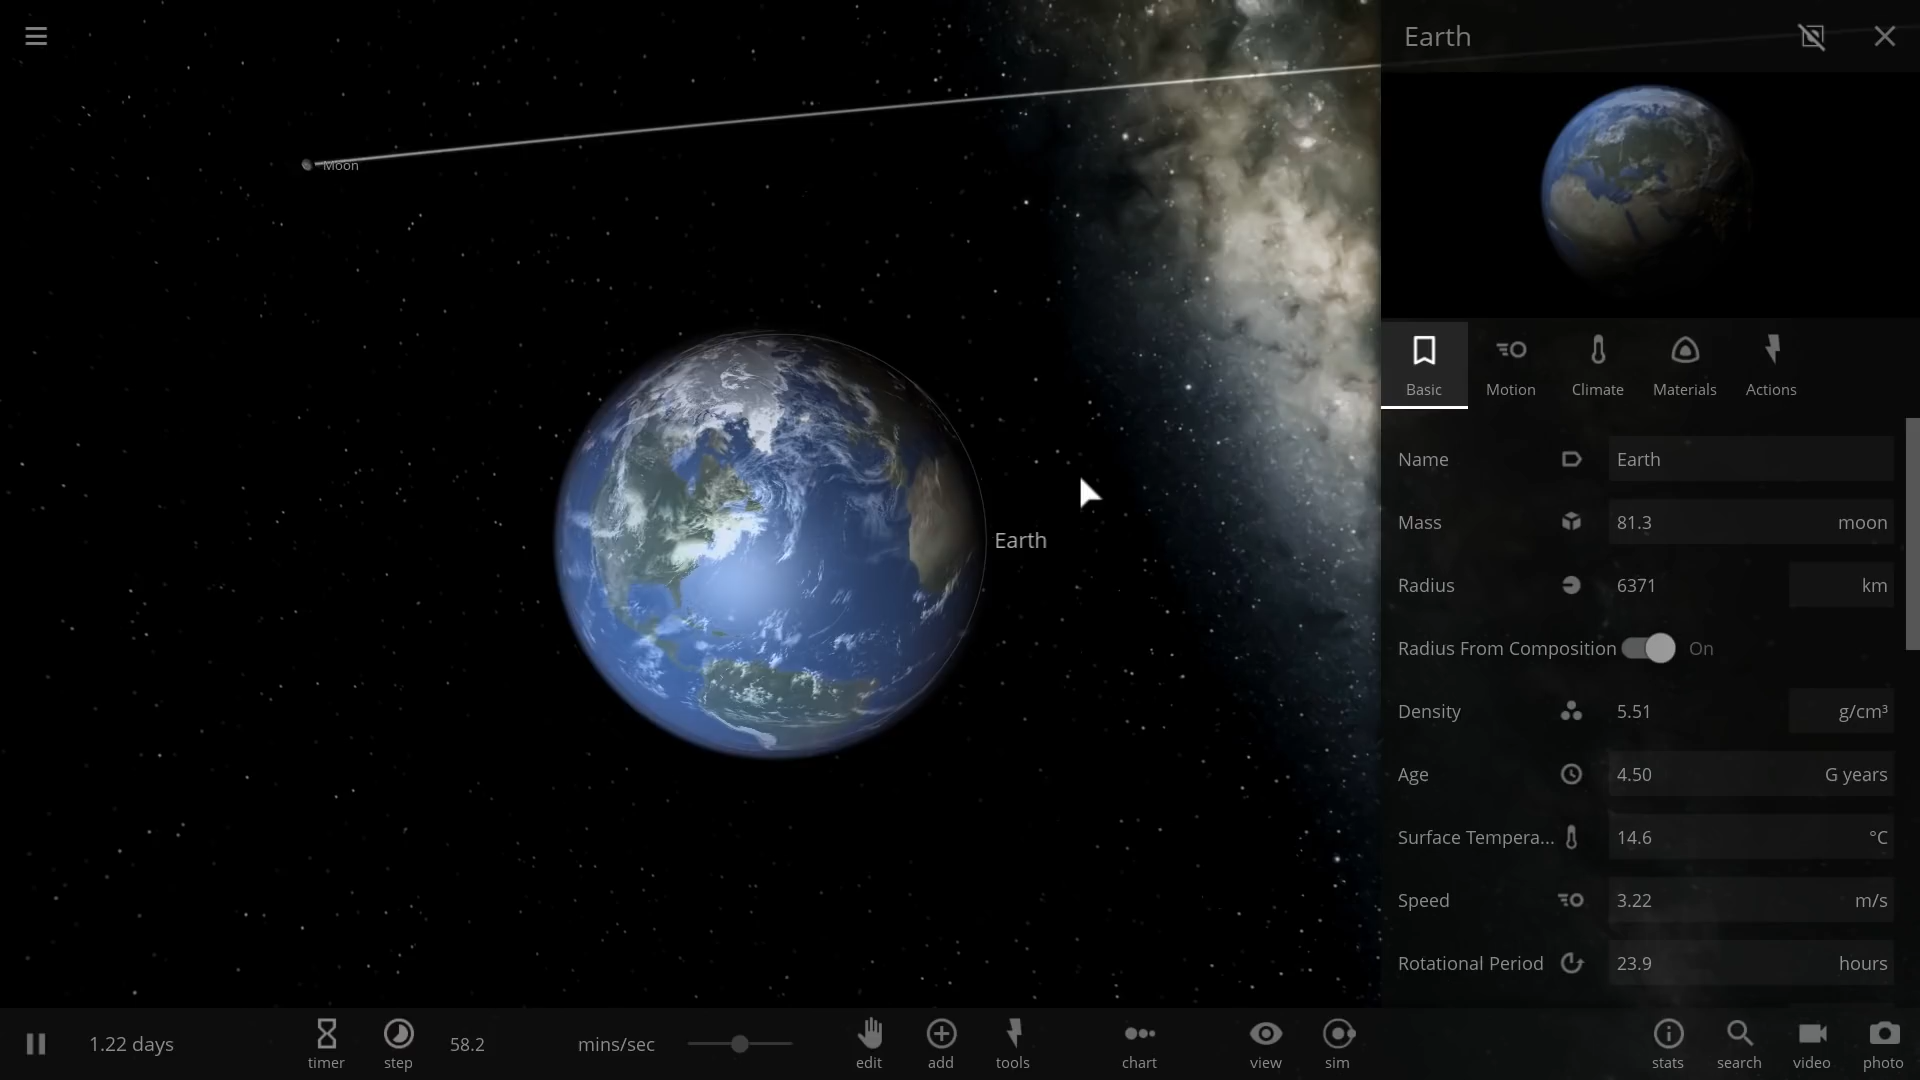 Earth
Moon
Earth
Basic
Motion
Climate
Materials
Actions
Name Earth
Mass 81.3 moon
Radius 6371 km
Radius From Composition On
Density 5.51 g/cm³
Age 4.50 G years
Surface Tempera... 14.6 °C
Speed 3.22 m/s
Rotational Period 23.9 hours
1.22 days
timer
step
58.2 mins/sec
edit
add
tools
chart
view
sim
stats
search
video
photo